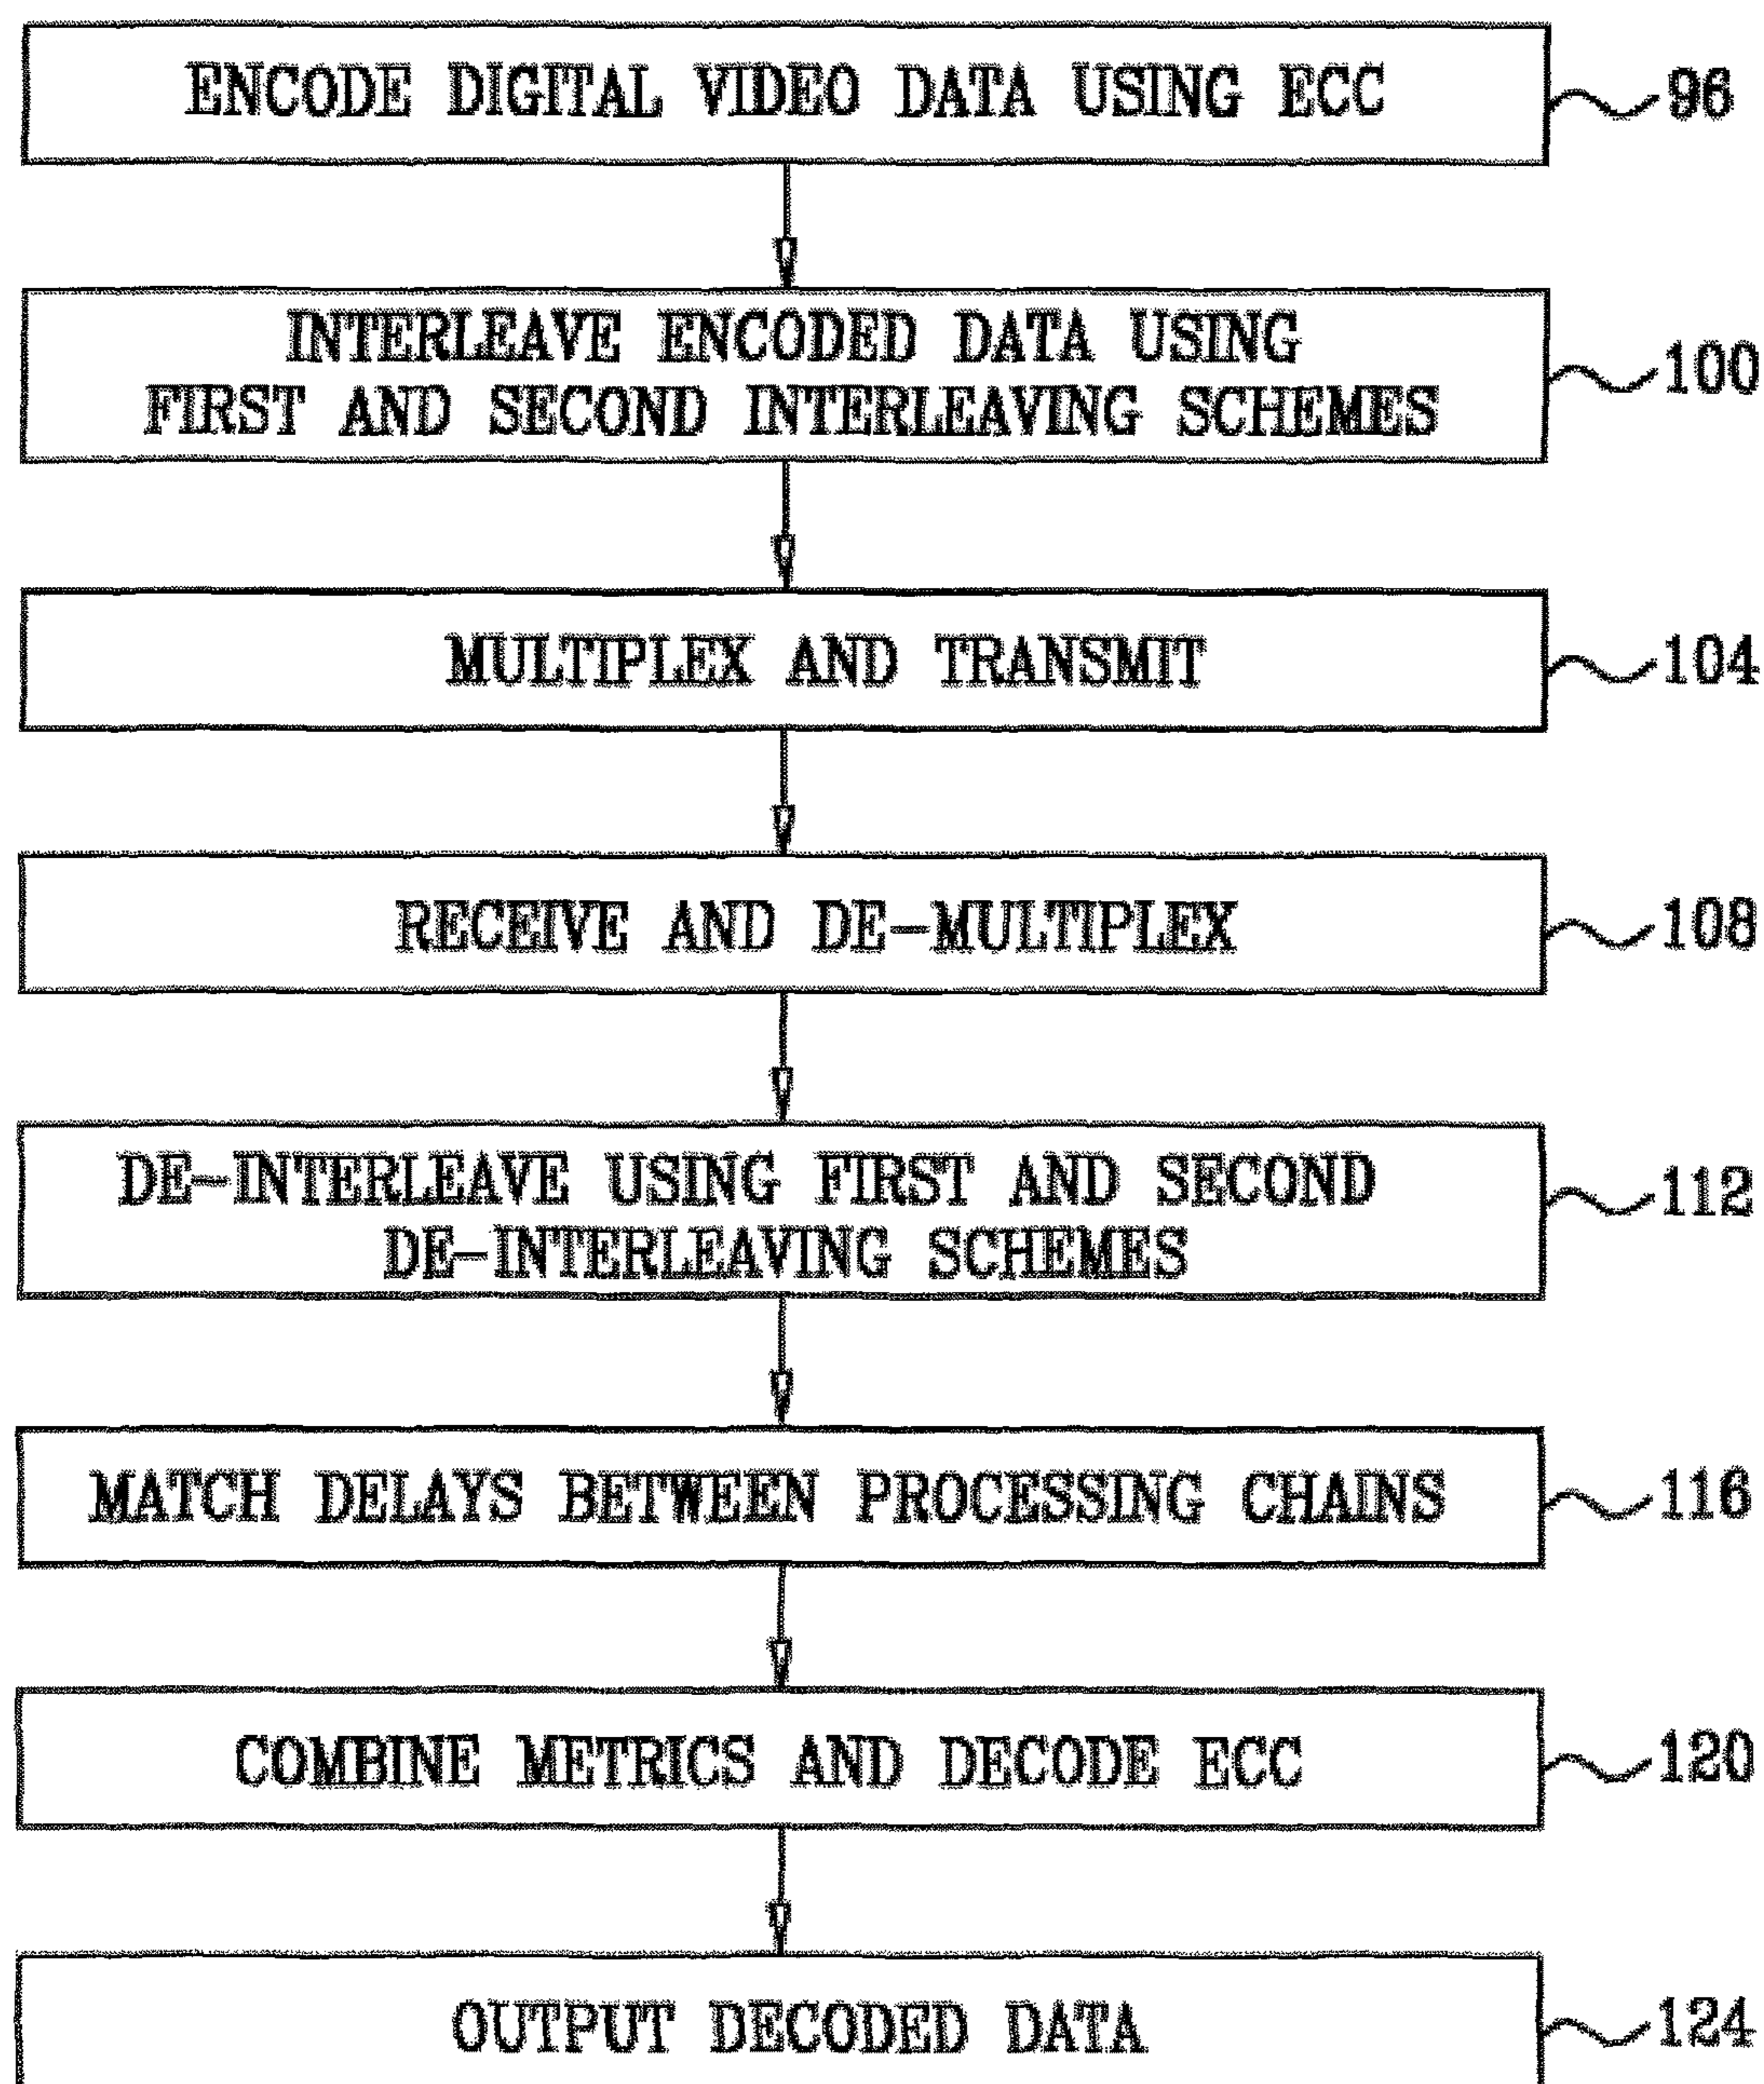 ENCODE DIGITAL VIDEO DATA USING ECC
96
INTERLEAVE ENCODED DATA USING
FIRST AND SECOND INTERLEAVING SCHEMES
100
MULTIPLEX AND TRANSMIT
104
RECEIVE AND DE-MULTIPLEX
108
DE-INTERLEAVE USING FIRST AND SECOND
DE-INTERLEAVING SCHEMES
112
MATCH DELAYS BETWEEN PROCESSING CHAINS
116
COMBINE METRICS AND DECODE ECC
120
OUTPUT DECODED DATA
124